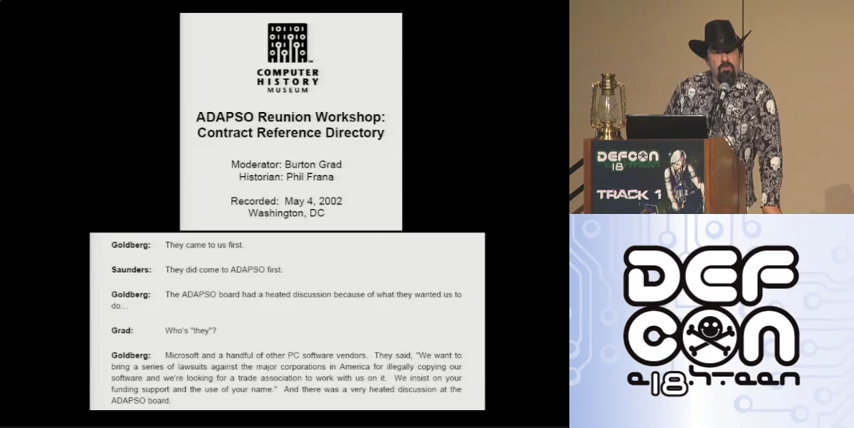 COMPUTER
HISTORY
MUSEUM
ADAPSO Reunion Workshop:
Contract Reference Directory
Moderator: Burton Grad
Historian: Phil Frana
Recorded: May 4, 2002
Washington, DC
Goldberg: They came to us first.
Saunders: They did come to ADAPSO first.
Goldberg: The ADAPSO board had a heated discussion because of what they wanted us to
do...
Grad: Who's "they"?
Goldberg: Microsoft and a handful of other PC software vendors. They said, "We want to
bring a series of lawsuits against the major corporations in America for illegally copying our
software and we're looking for a trade association to work with us on it. We insist on your
funding support and the use of your name." And there was a very heated discussion at the
ADAPSO board.
DEFCON
18
TRACK 1
DEF
CON
e18hteen